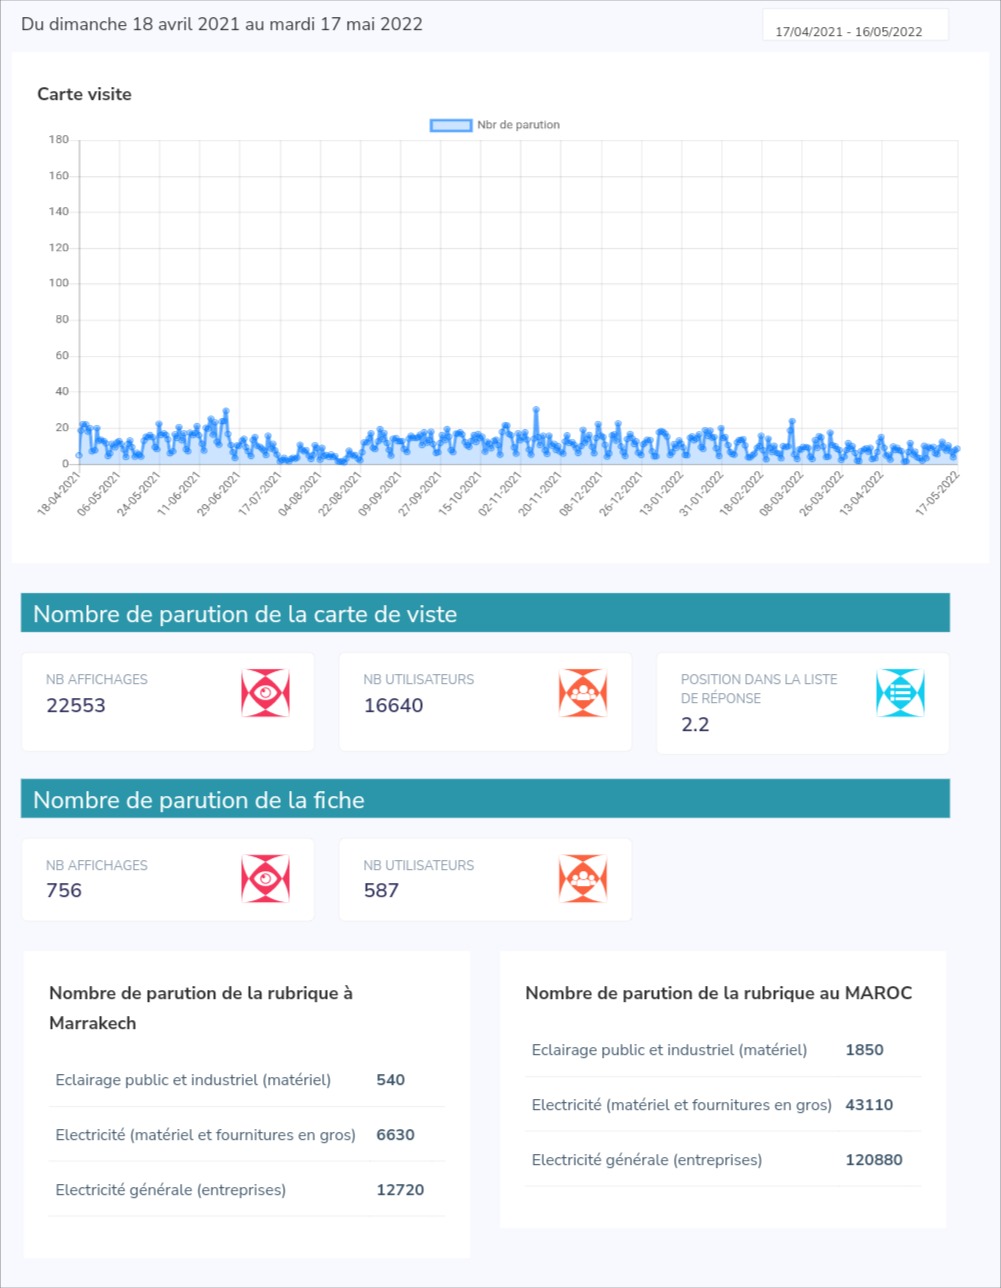 Du dimanche 18 avril 2021 au mardi 17 mai 2022
17/04/2021 - 16/05/2022
Carte visite
Nbr de parution
180
160
140
120
100
80
60
40
20
0
18-04-2021
06-05-2021
24-05-2021
11-06-2021
29-06-2021
17-07-2021
04-08-2021
22-08-2021
09-09-2021
27-09-2021
15-10-2021
02-11-2021
20-11-2021
08-12-2021
26-12-2021
13-01-2022
31-01-2022
18-02-2022
08-03-2022
26-03-2022
13-04-2022
17-05-2022
Nombre de parution de la carte de viste
NB AFFICHAGES
22553
NB UTILISATEURS
16640
POSITION DANS LA LISTE
DE RÉPONSE
2.2
Nombre de parution de la fiche
NB AFFICHAGES
756
NB UTILISATEURS
587
Nombre de parution de la rubrique à
Marrakech
Eclairage public et industriel (matériel) 540
Electricité (matériel et fournitures en gros) 6630
Electricité générale (entreprises) 12720
Nombre de parution de la rubrique au MAROC
Eclairage public et industriel (matériel) 1850
Electricité (matériel et fournitures en gros) 43110
Electricité générale (entreprises) 120880